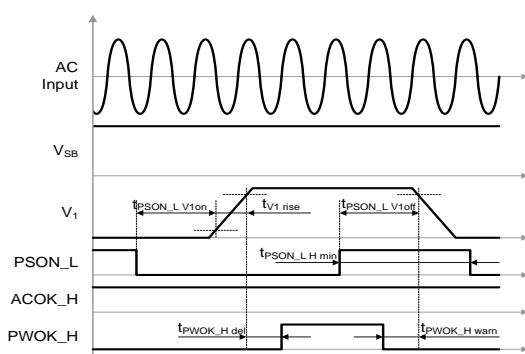 AC
Input
VSB
V1
tPSON_L V1on
tV1 rise
tPSON_L V1off
PSON_L
tPSON_L H min
ACOK_H
PWOK_H
tPWOK_H del
tPWOK_H warn